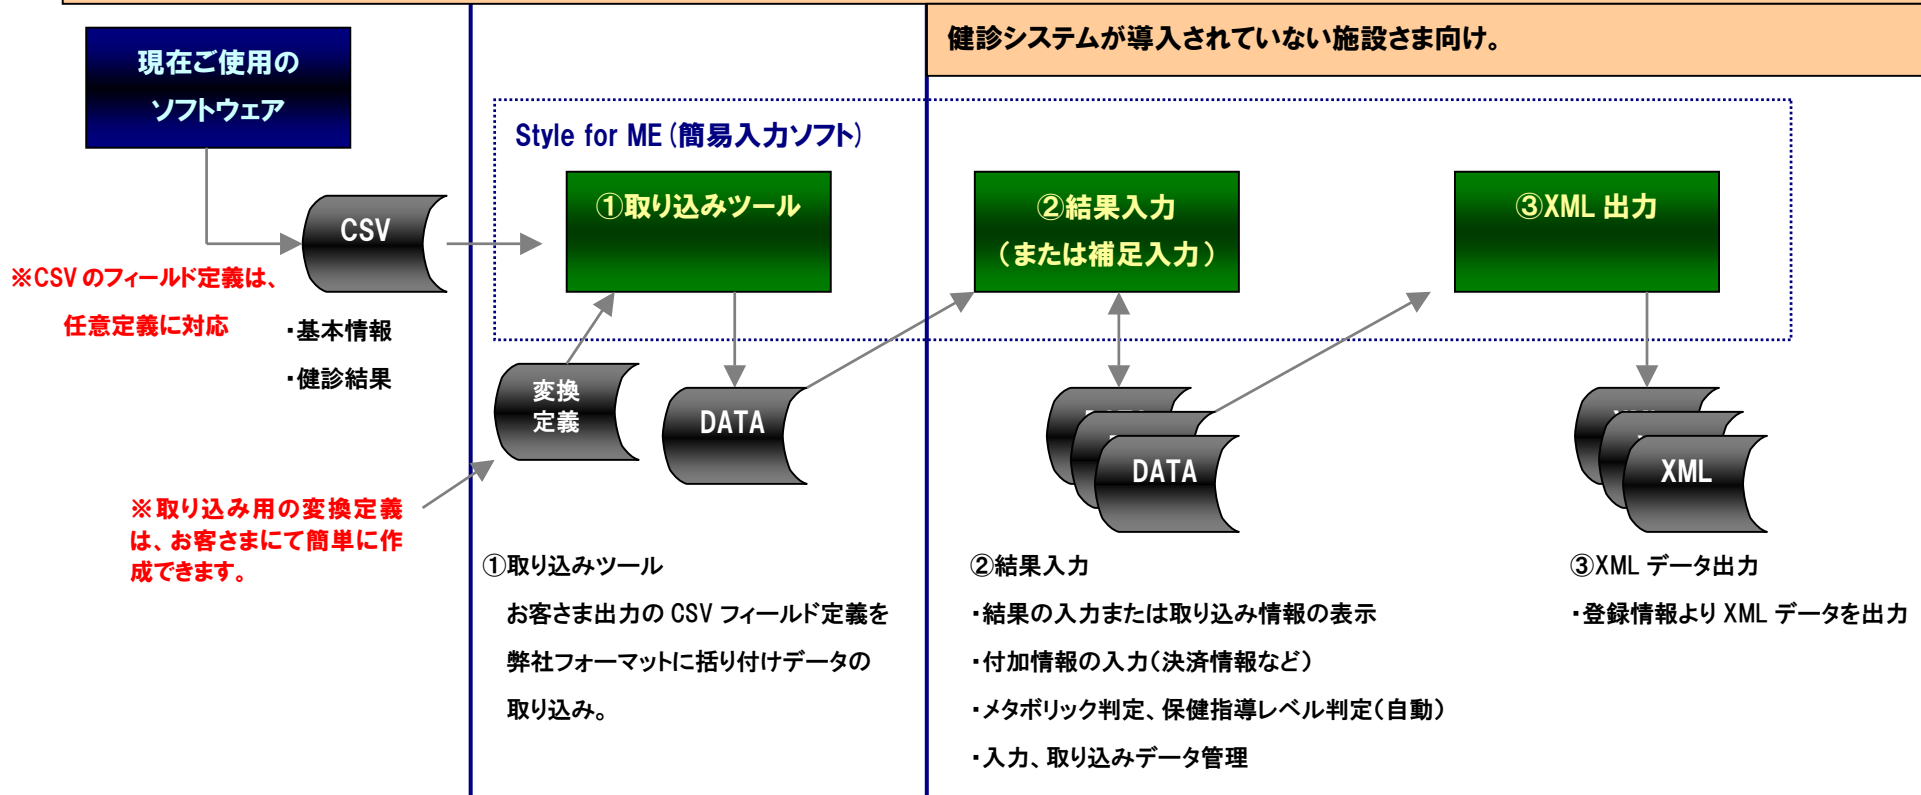 健診システムが導入されていない施設さま向け。
現在ご使用の
ソフトウェア
Style for ME(簡易入力ソフト)
①取り込みツール
②結果入力
(または補足入力)
③XML 出力
CSV
※CSVのフィールド定義は、
任意定義に対応
・基本情報
・健診結果
変換
定義
DATA
DATA
XML
※取り込み用の変換定義
は、お客さまにて簡単に作
成できます。
①取り込みツール
お客さま出力の CSV フィールド定義を
弊社フォーマットに括り付けデータの
取り込み。
②結果入力
・結果の入力または取り込み情報の表示
・付加情報の入力(決済情報など)
・メタボリック判定、保健指導レベル判定(自動)
・入力、取り込みデータ管理
③XML データ出力
・登録情報より XML データを出力